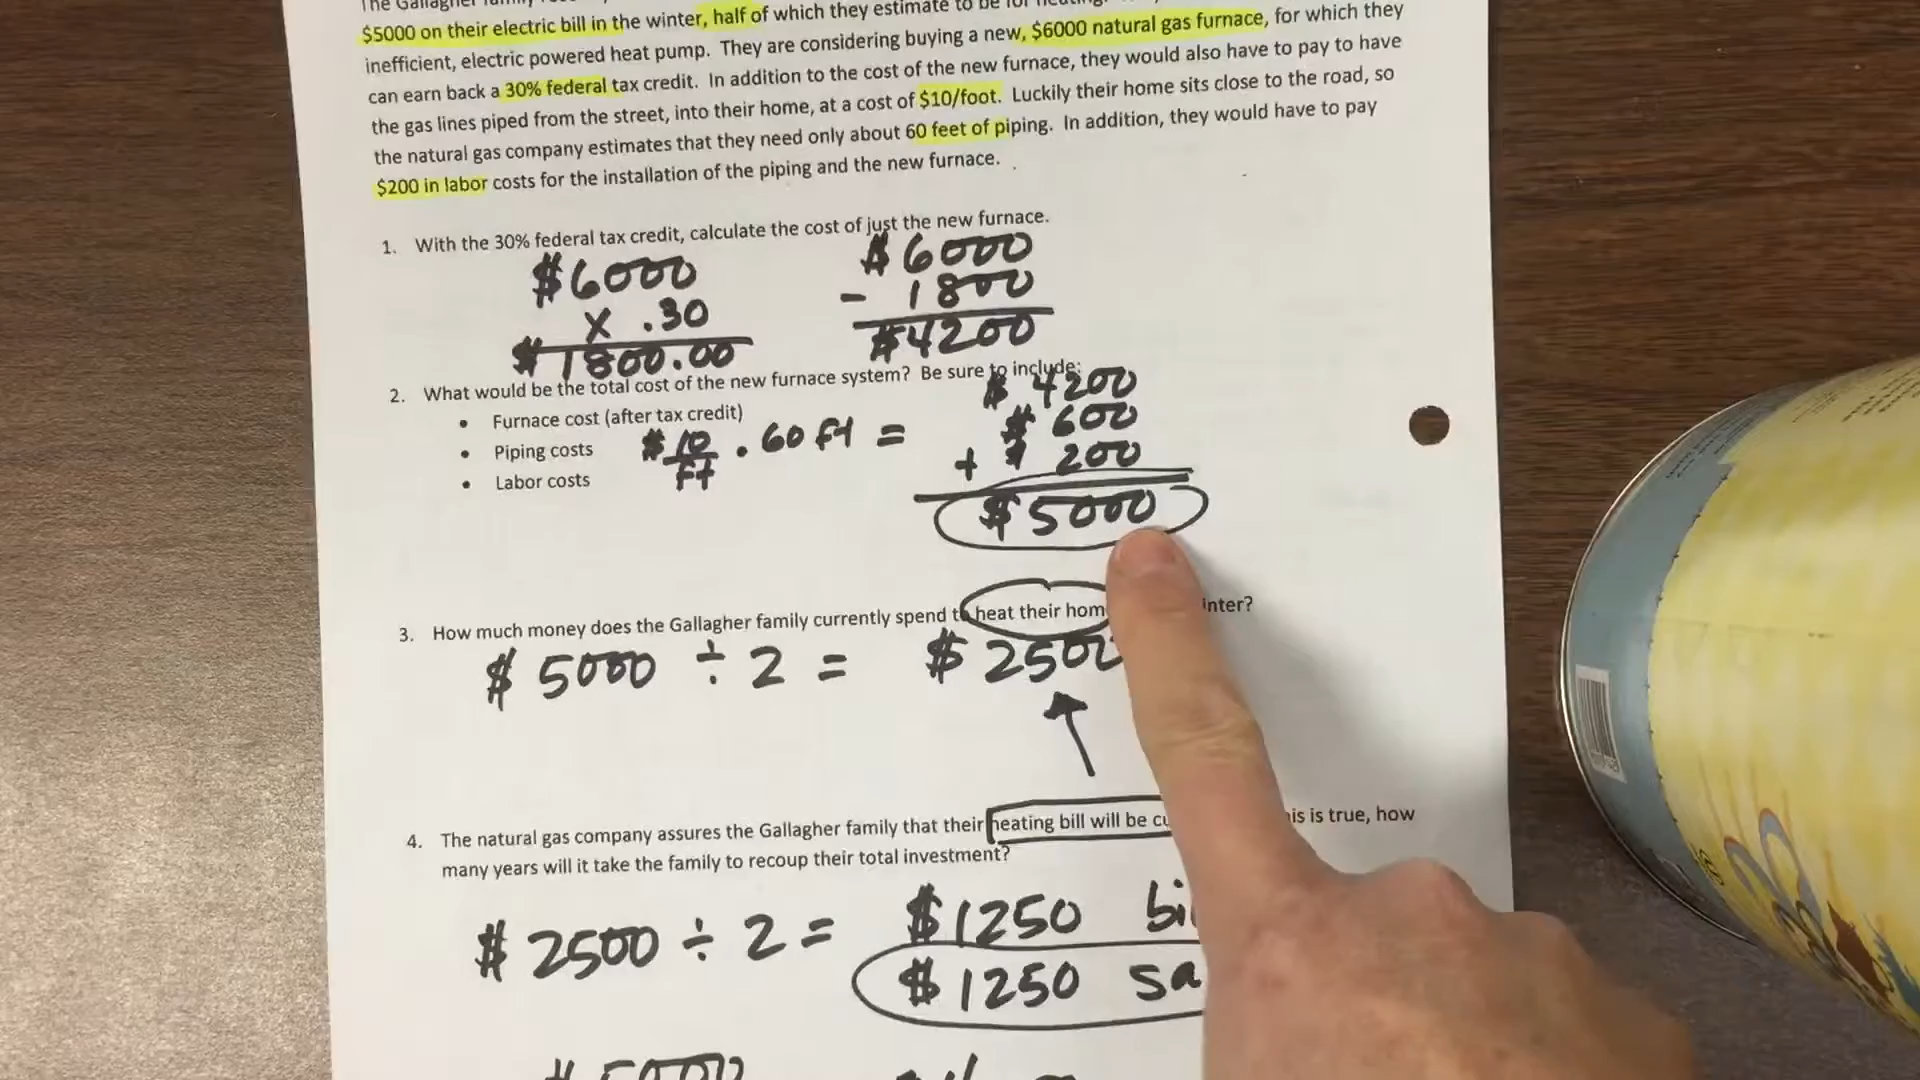 The Gallagher family
$5000 on their electric bill in the winter, half of which they estimate to be for heating.
inefficient, electric powered heat pump. They are considering buying a new, $6000 natural gas furnace, for which they
can earn back a 30% federal tax credit. In addition to the cost of the new furnace, they would also have to pay to have
the gas lines piped from the street, into their home, at a cost of $10/foot. Luckily their home sits close to the road, so
the natural gas company estimates that they need only about 60 feet of piping. In addition, they would have to pay
$200 in labor costs for the installation of the piping and the new furnace.
1. With the 30% federal tax credit, calculate the cost of just the new furnace.
$6000
x .30
$1800.00
$6000
- 1800
$4200
2. What would be the total cost of the new furnace system? Be sure to include:
• Furnace cost (after tax credit)
• Piping costs
• Labor costs
$10/ft . 60 ft =
$ 4200
$ 600
+ $ 200
$5000
3. How much money does the Gallagher family currently spend to heat their hom inter?
$ 5000 ÷ 2 = $ 2500
4. The natural gas company assures the Gallagher family that their heating bill will be cu his is true, how
many years will it take the family to recoup their total investment?
$ 2500 ÷ 2 = $1250 bi
$1250 sa
$5000